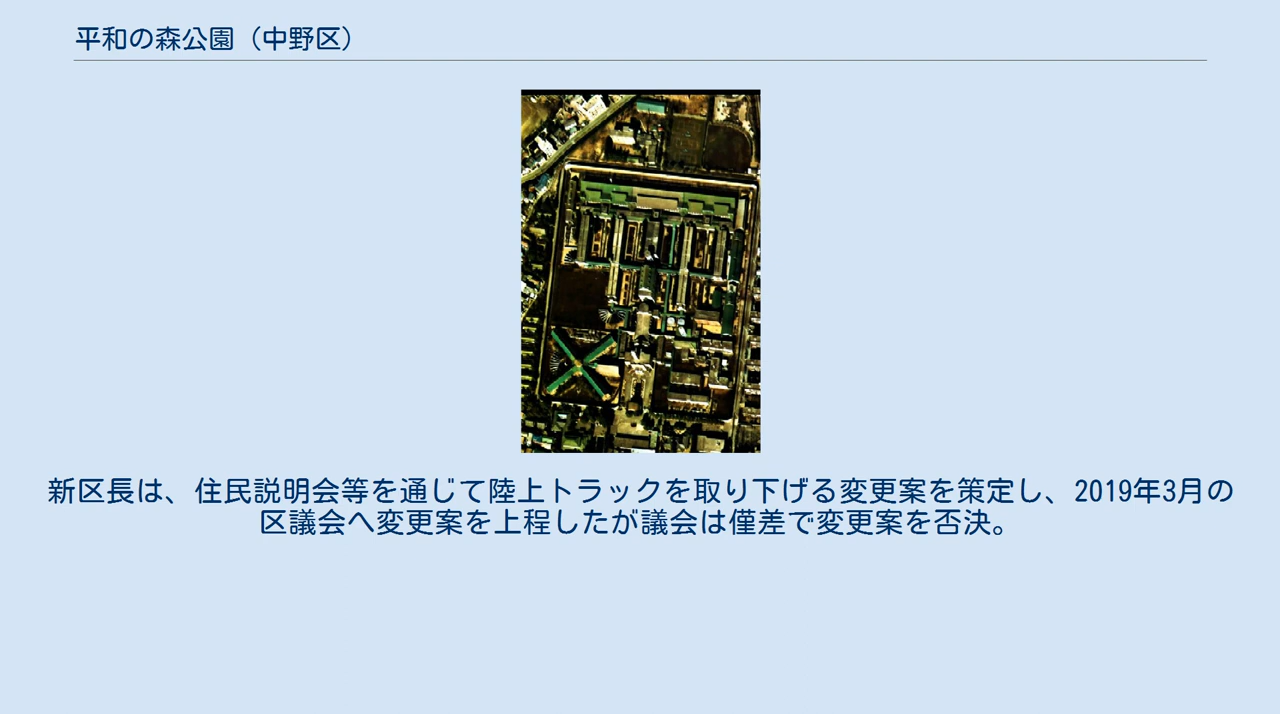 平和の森公園（中野区）
新区長は、住民説明会等を通じて陸上トラックを取り下げる変更案を策定し、2019年3月の
区議会へ変更案を上程したが議会は僅差で変更案を否決。